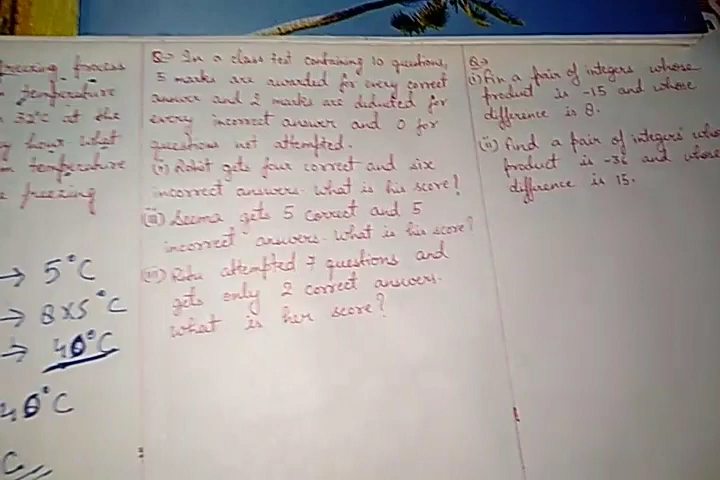 freezing process
temperature
32°C at the
hour what
temperature
freezing
→ 5°C
→ 8x5°C
→ 40°C
40°C
C
Q→ In a class test containing 10 questions,
5 marks are awarded for every correct
answer and 2 marks are deducted for
every incorrect answer and 0 for
questions not attempted.
(i) Rohit gets four correct and six
incorrect answers. What is his score?
(ii) Seema gets 5 correct and 5
incorrect answers. What is his score?
(iii) Ritu attempted 7 questions and
gets only 2 correct answers.
What is her score?
Q→
(i) Fin a pair of integers whose
product is -15 and whose
difference is 8.
(ii) Find a pair of integers who
product is -36 and whose
difference is 15.